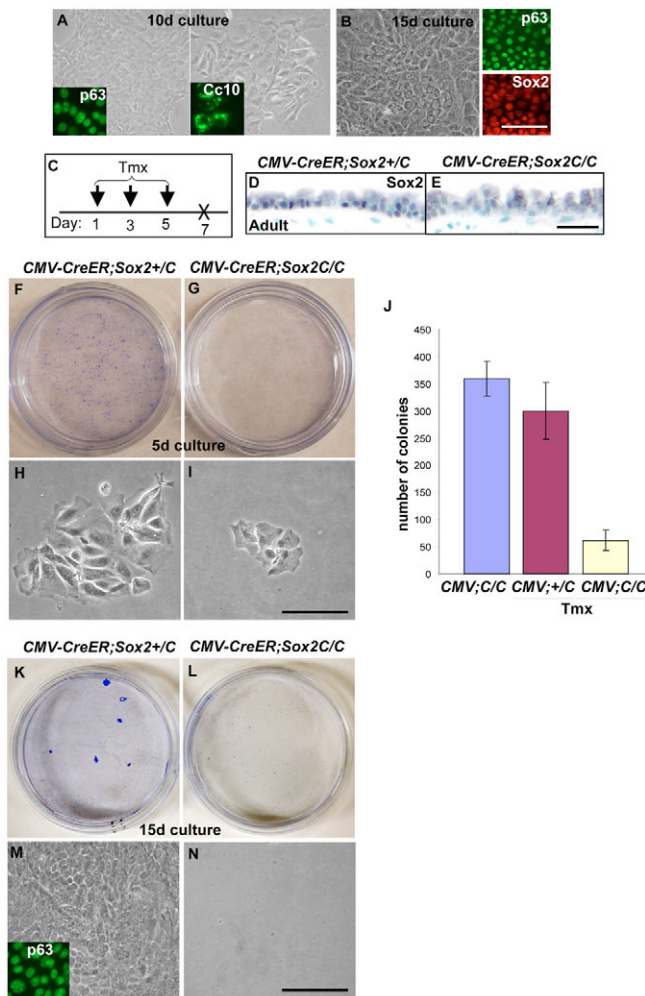 A
10d culture
p63
Cc10
B
15d culture
p63
Sox2
C
Tmx
Day: 1 3 5 7
CMV-CreER;Sox2+/C
CMV-CreER;Sox2C/C
D
Sox2
E
Adult
CMV-CreER;Sox2+/C
CMV-CreER;Sox2C/C
F
G
5d culture
H
I
J
number of colonies
450
400
350
300
250
200
150
100
50
0
CMV;C/C
CMV;+/C
CMV;C/C
Tmx
CMV-CreER;Sox2+/C
CMV-CreER;Sox2C/C
K
L
15d culture
M
N
p63